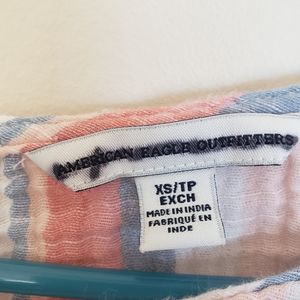 AMERICAN EAGLE OUTFITTERS
XS/TP
EXCH
MADE IN INDIA
FABRIQUÉ EN
INDE